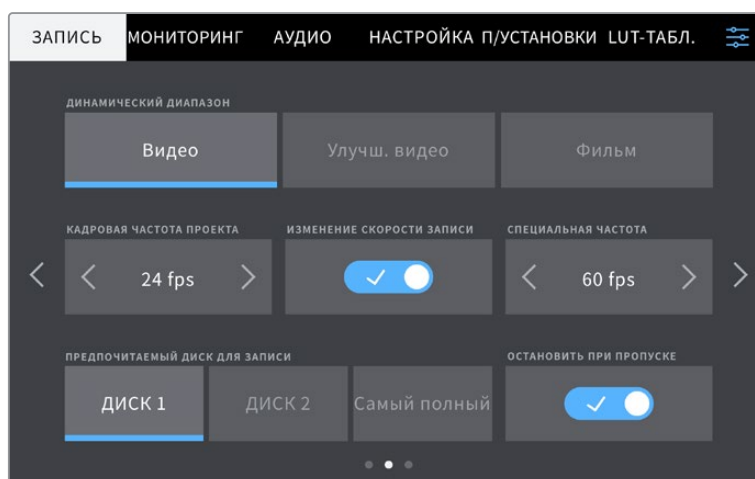 ЗАПИСЬ МОНИТОРИНГ АУДИО НАСТРОЙКА П/УСТАНОВКИ LUT-ТАБЛ.
ДИНАМИЧЕСКИЙ ДИАПАЗОН
Видео Улучш. видео Фильм
КАДРОВАЯ ЧАСТОТА ПРОЕКТА ИЗМЕНЕНИЕ СКОРОСТИ ЗАПИСИ СПЕЦИАЛЬНАЯ ЧАСТОТА
24 fps 60 fps
ПРЕДПОЧИТАЕМЫЙ ДИСК ДЛЯ ЗАПИСИ ОСТАНОВИТЬ ПРИ ПРОПУСКЕ
ДИСК 1 ДИСК 2 Самый полный